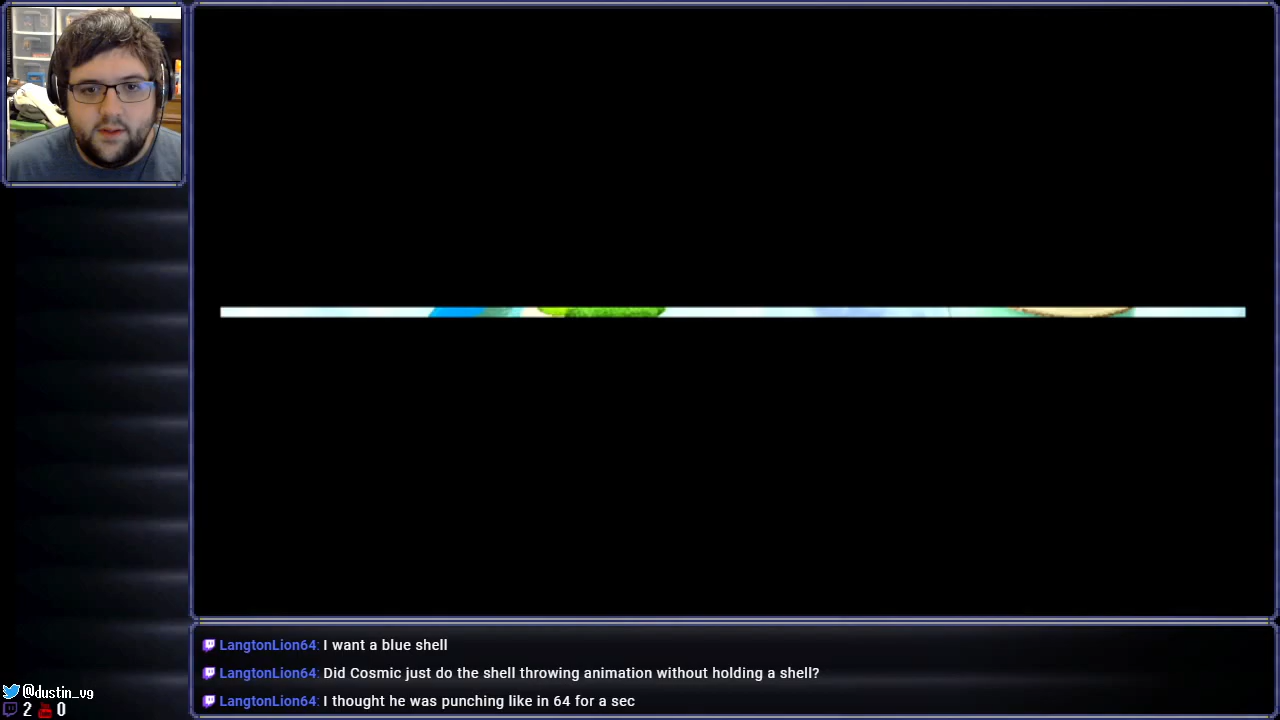 LangtonLion64: I want a blue shell
LangtonLion64: Did Cosmic just do the shell throwing animation without holding a shell?
LangtonLion64: I thought he was punching like in 64 for a sec
@dustin_vg
2 0